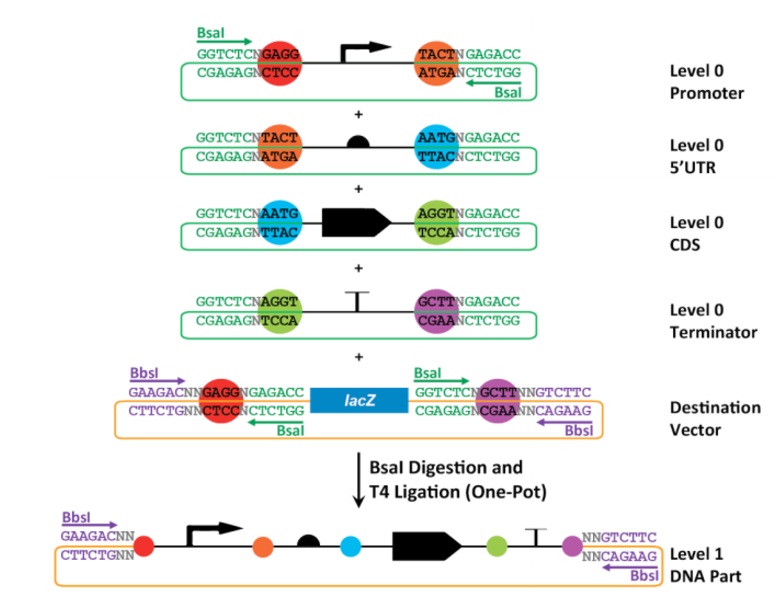 BsaI
GGTCTCNGAGG TACTNGAGACC
CGAGAGNCTCC ATGANCTCTGG
BsaI
Level 0
Promoter
+
GGTCTCNTACT AATGNGAGACC
CGAGAGNATGA TTACNCTCTGG
Level 0
5'UTR
+
GGTCTCNAATG AGGTNGAGACC
CGAGAGNTTAC TCCANCTCTGG
Level 0
CDS
+
GGTCTCNAGGT GCTTNGAGACC
CGAGAGNTCCA CGAANCTCTGG
Level 0
Terminator
+
BbsI BsaI
GAAGACNNGAGGNGAGACC lacZ GGTCTCNGCTTNNGTCTTC
CTTCTGNNCTCCNCTCTGG CGAGAGNCGAANNCAGAAG
BsaI BbsI
Destination
Vector
BsaI Digestion and
T4 Ligation (One-Pot)
BbsI
GAAGACNN NNGTCTTC
CTTCTGNN NNCAGAAG
BbsI
Level 1
DNA Part